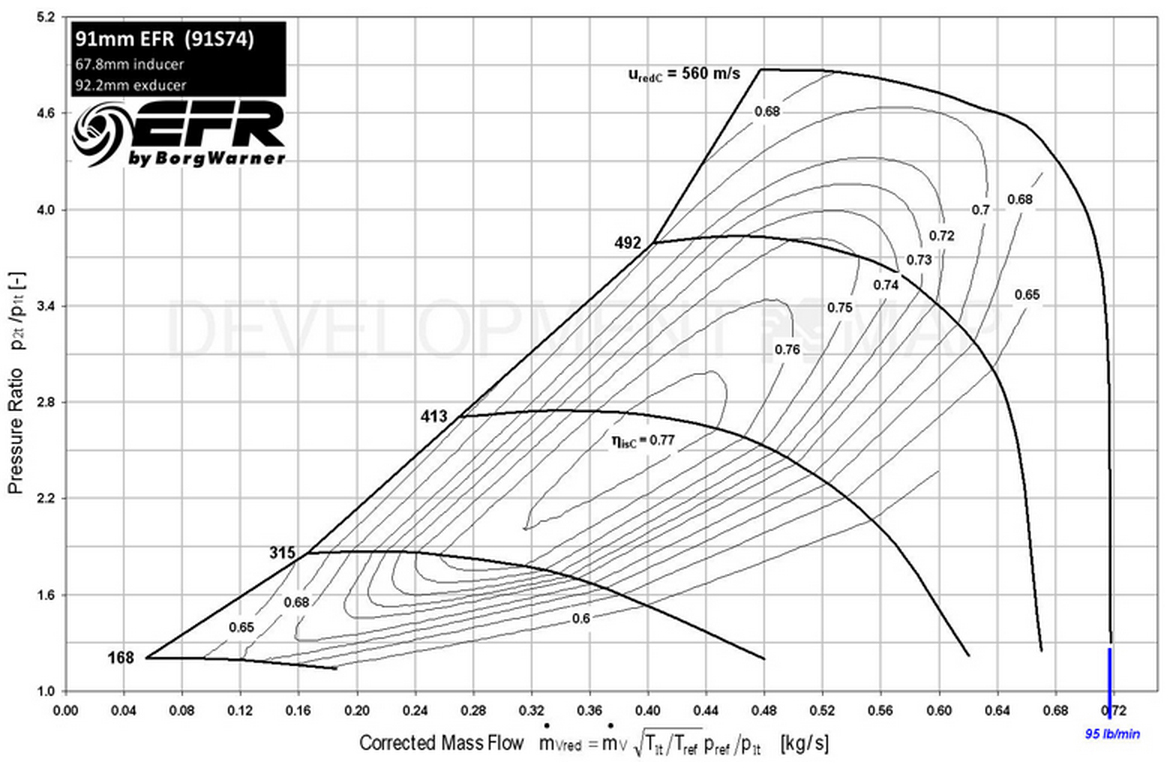 5.2
91mm EFR (91S74)
67.8mm inducer
92.2mm exducer
EFR
by BorgWarner
u redC = 560 m/s
0.68
4.6
0.7
0.68
4.0
492
0.72
0.73
0.74
0.65
3.4
0.75
DEVELOPMENT MAP
0.76
2.8
413
ηisC = 0.77
2.2
315
1.6
0.68
0.65
0.6
168
1.0
Pressure Ratio p2t /p1t [-]
0.00 0.04 0.08 0.12 0.16 0.20 0.24 0.28 0.32 0.36 0.40 0.44 0.48 0.52 0.56 0.60 0.64 0.68 0.72
Corrected Mass Flow ṁVred = ṁV √T1t/Tref pref/p1t [kg/s]
95 lb/min